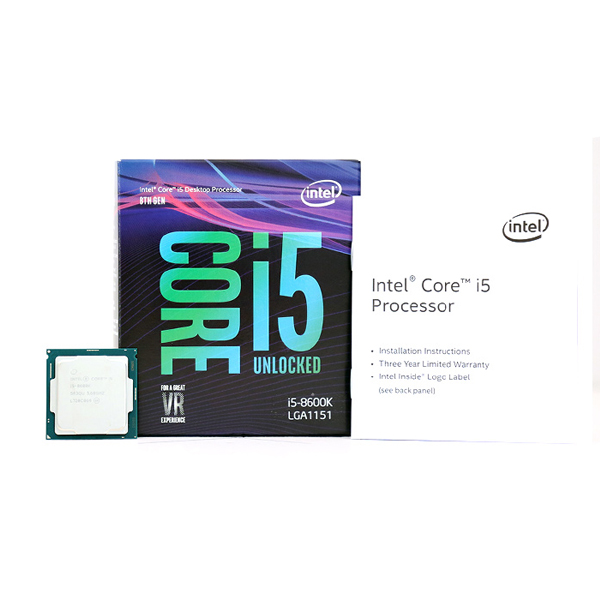 Intel® Core™ i5 Desktop Processor
8TH GEN
intel®
CORE
i5
UNLOCKED
FOR A GREAT
VR
EXPERIENCE
i5-8600K
LGA1151
intel®
Intel® Core™ i5
Processor
• Installation Instructions
• Three Year Limited Warranty
• Intel Inside® Logo Label
(see back panel)